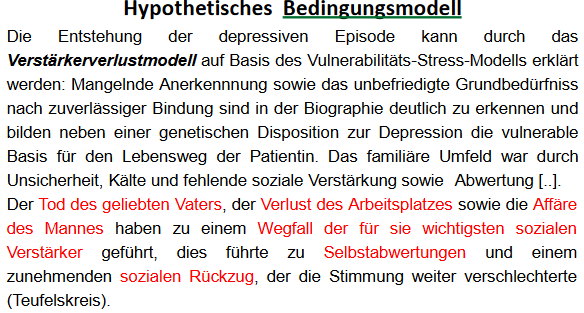 Hypothetisches Bedingungsmodell
Die Entstehung der depressiven Episode kann durch das
Verstärkerverlustmodell auf Basis des Vulnerabilitäts-Stress-Modells erklärt
werden: Mangelnde Anerkennnung sowie das unbefriedigte Grundbedürfniss
nach zuverlässiger Bindung sind in der Biographie deutlich zu erkennen und
bilden neben einer genetischen Disposition zur Depression die vulnerable
Basis für den Lebensweg der Patientin. Das familiäre Umfeld war durch
Unsicherheit, Kälte und fehlende soziale Verstärkung sowie Abwertung [..].
Der Tod des geliebten Vaters, der Verlust des Arbeitsplatzes sowie die Affäre
des Mannes haben zu einem Wegfall der für sie wichtigsten sozialen
Verstärker geführt, dies führte zu Selbstabwertungen und einem
zunehmenden sozialen Rückzug, der die Stimmung weiter verschlechterte
(Teufelskreis).